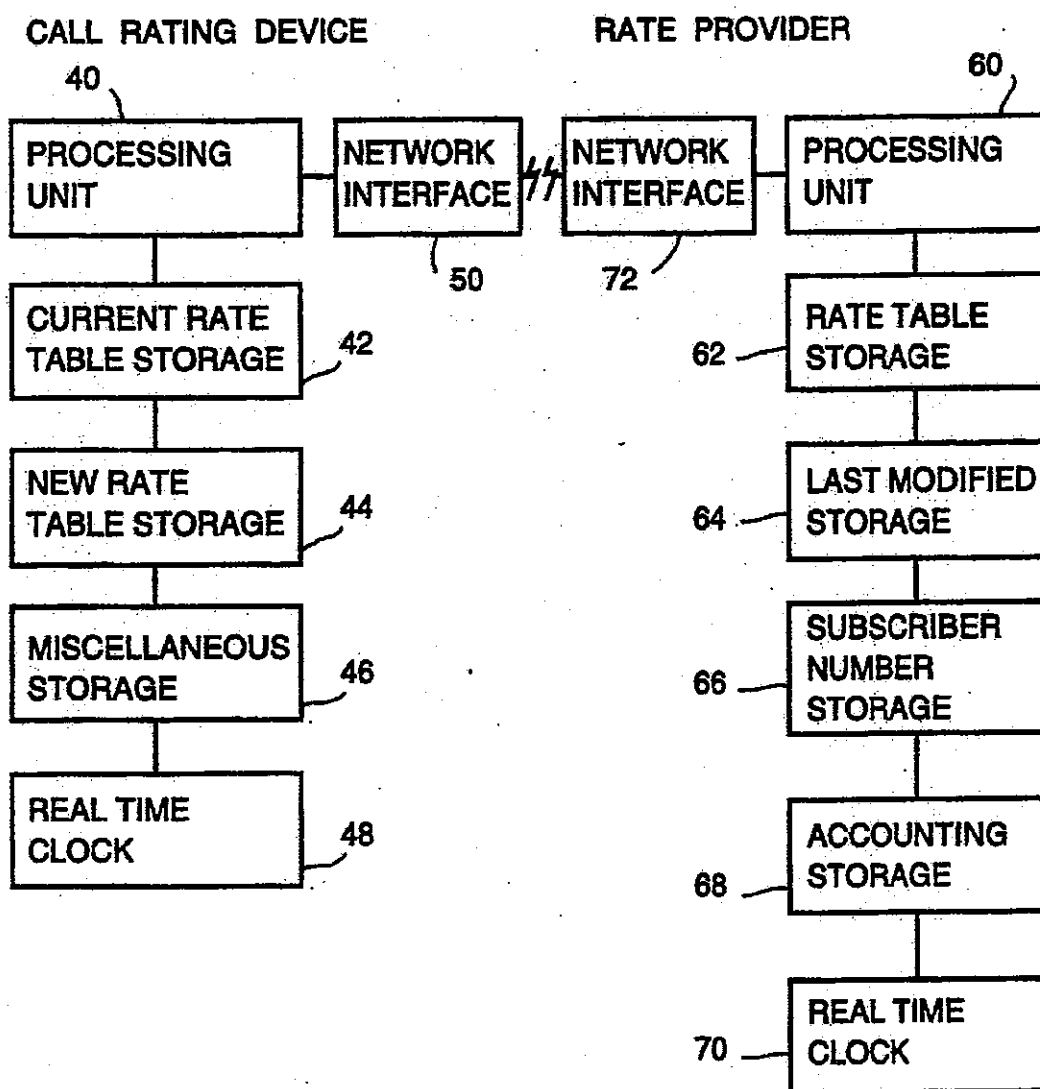 CALL RATING DEVICE
RATE PROVIDER
40
60
PROCESSING
UNIT
NETWORK
INTERFACE
NETWORK
INTERFACE
PROCESSING
UNIT
50
72
CURRENT RATE
TABLE STORAGE
42
RATE TABLE
STORAGE
62
NEW RATE
TABLE STORAGE
44
LAST MODIFIED
STORAGE
64
MISCELLANEOUS
STORAGE
46
SUBSCRIBER
NUMBER
STORAGE
66
REAL TIME
CLOCK
48
ACCOUNTING
STORAGE
68
REAL TIME
CLOCK
70